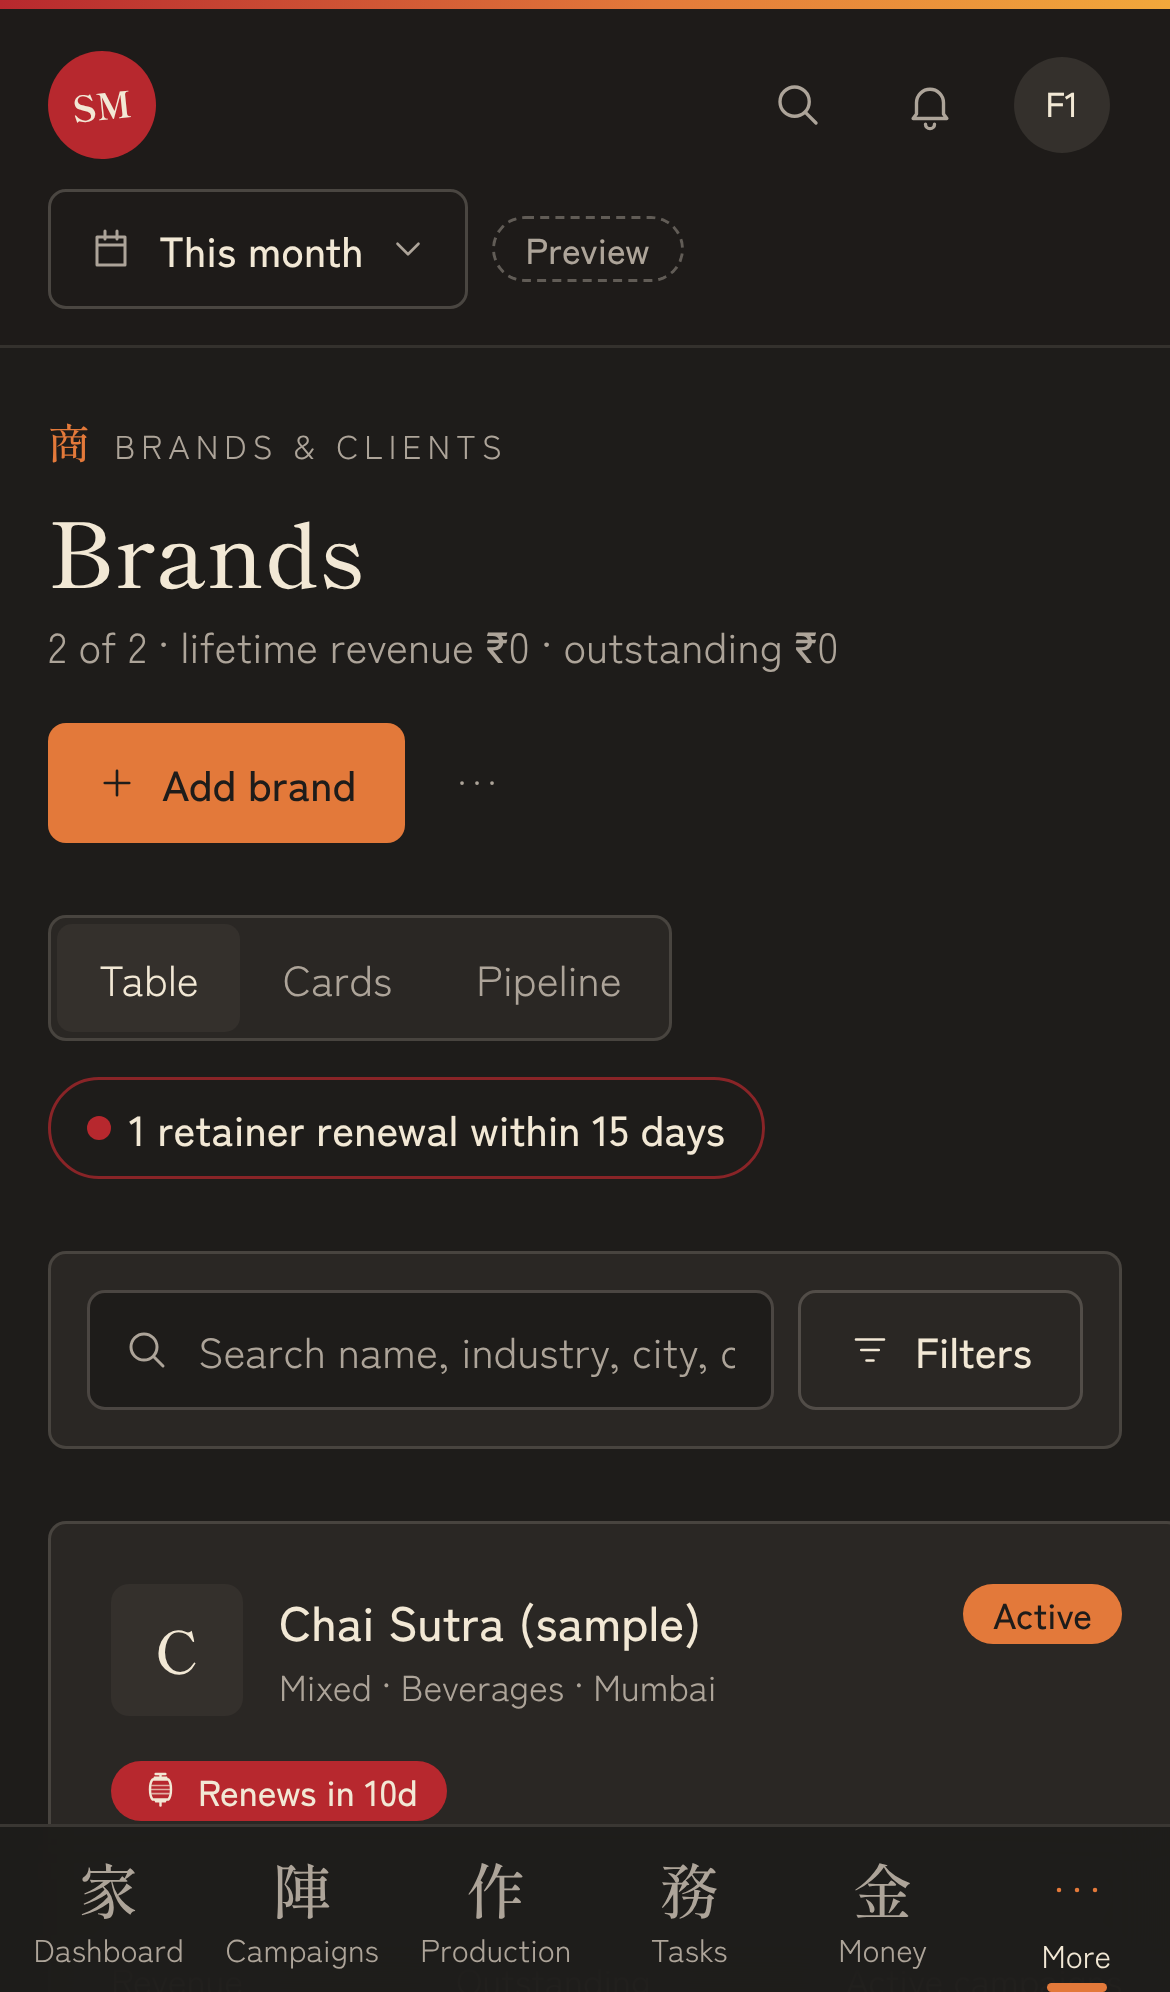 SM
F1
This month
Preview
商 BRANDS & CLIENTS
Brands
2 of 2 · lifetime revenue ₹0 · outstanding ₹0
+ Add brand
...
Table Cards Pipeline
1 retainer renewal within 15 days
Search name, industry, city, c
Filters
C
Chai Sutra (sample)
Active
Mixed · Beverages · Mumbai
Renews in 10d
家 陣 作 務 金 ...
Dashboard Campaigns Production Tasks Money More